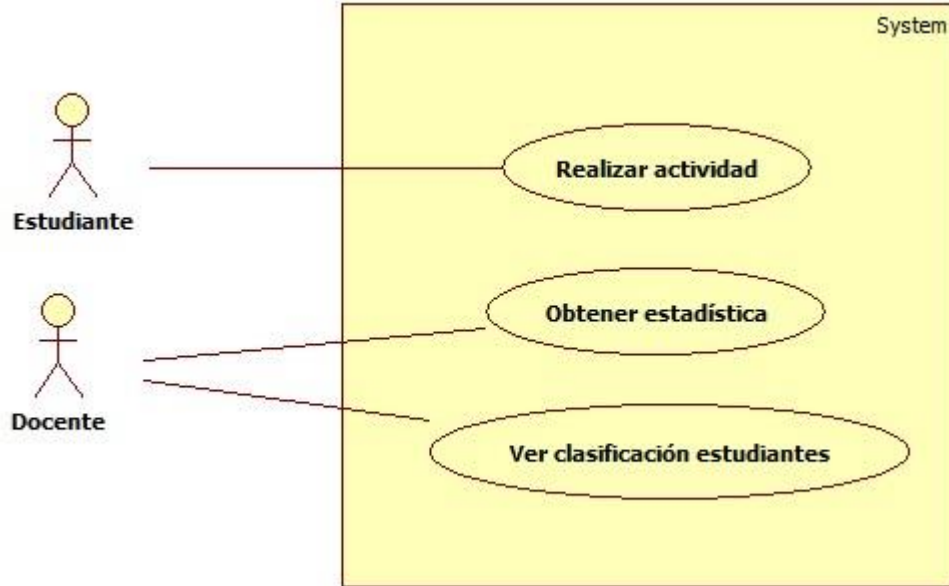 System
Realizar actividad
Estudiante
Obtener estadística
Docente
Ver clasificación estudiantes